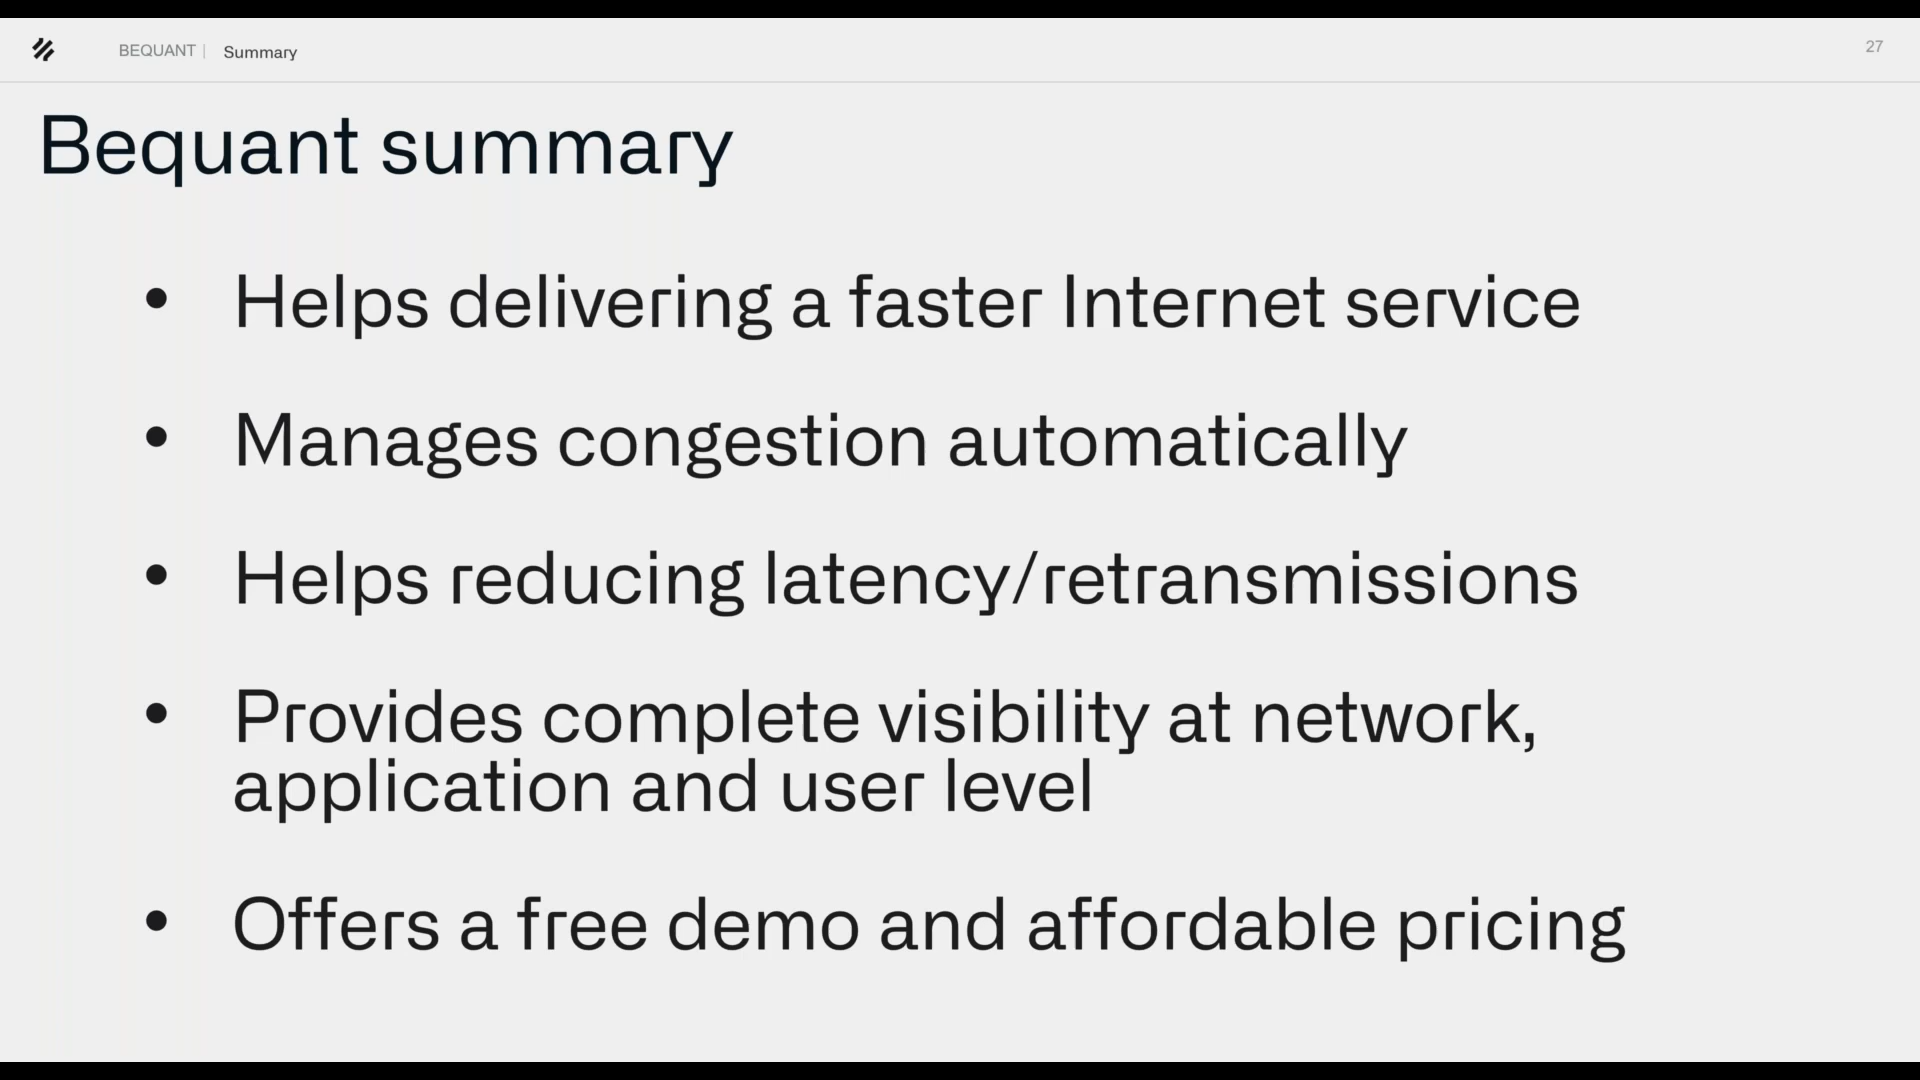 BEQUANT | Summary
27
Bequant summary
• Helps delivering a faster Internet service
• Manages congestion automatically
• Helps reducing latency/retransmissions
• Provides complete visibility at network,
application and user level
• Offers a free demo and affordable pricing